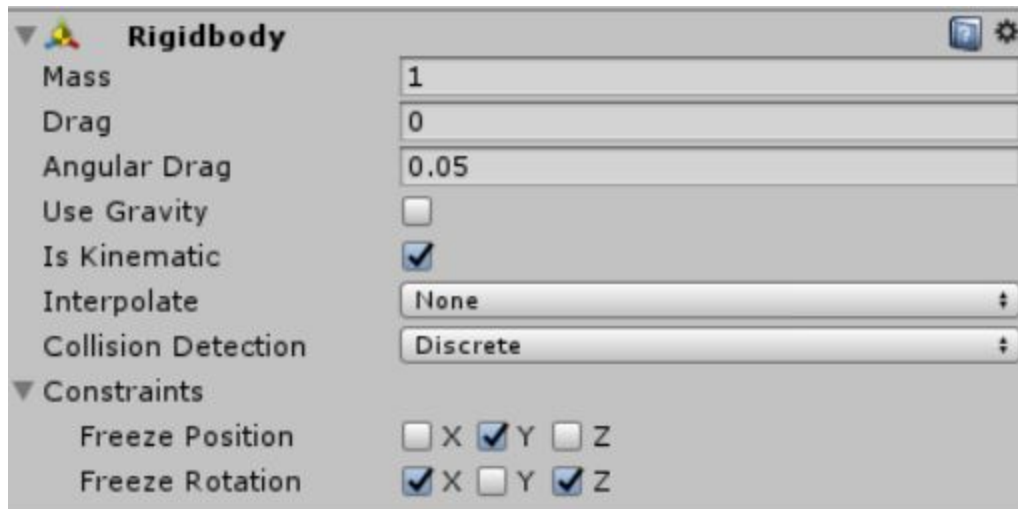 Rigidbody
Mass 1
Drag 0
Angular Drag 0.05
Use Gravity
Is Kinematic
Interpolate None
Collision Detection Discrete
Constraints
Freeze Position X Y Z
Freeze Rotation X Y Z